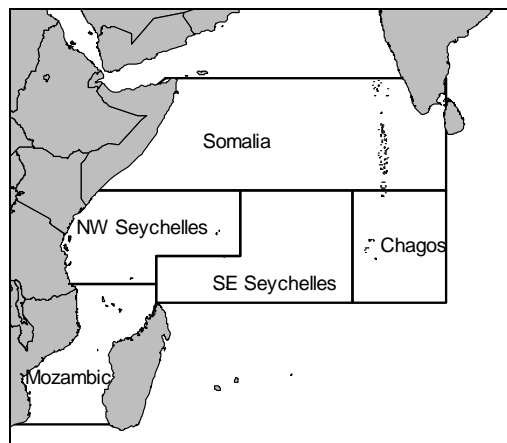 Somalia
NW Seychelles
Chagos
SE Seychelles
Mozambic